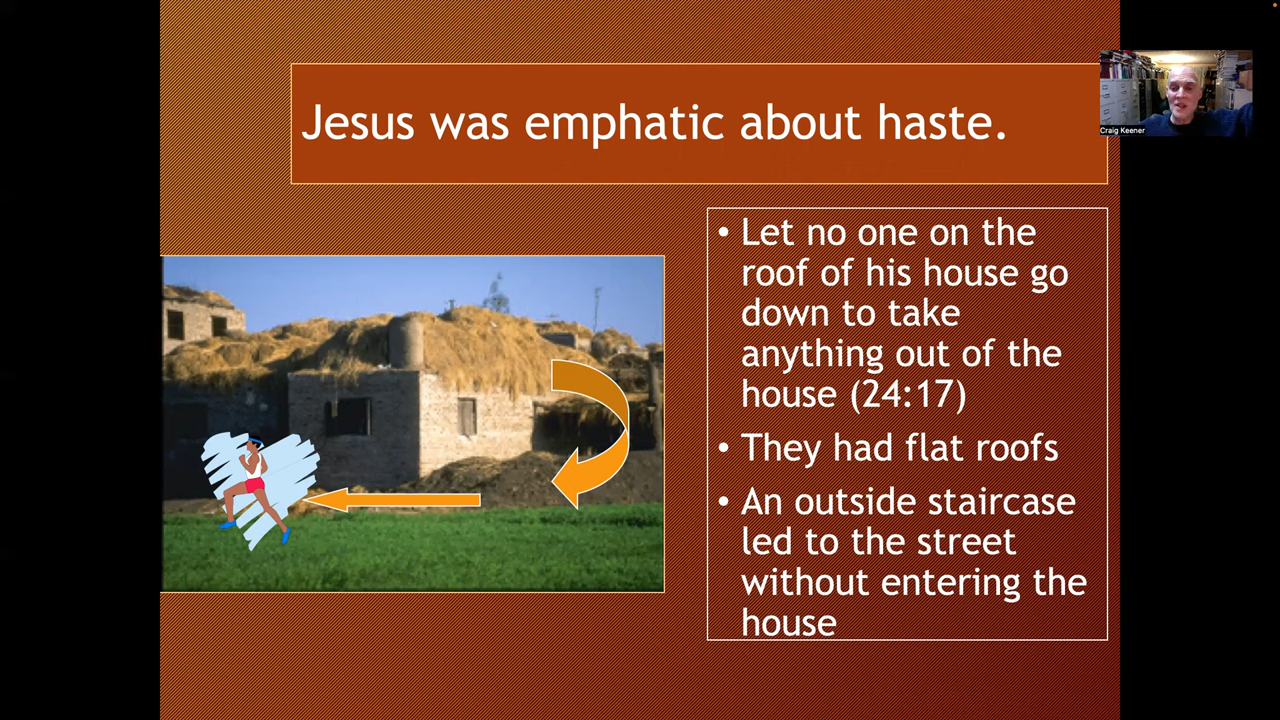 Jesus was emphatic about haste.
Craig Keener
• Let no one on the
roof of his house go
down to take
anything out of the
house (24:17)
• They had flat roofs
• An outside staircase
led to the street
without entering the
house